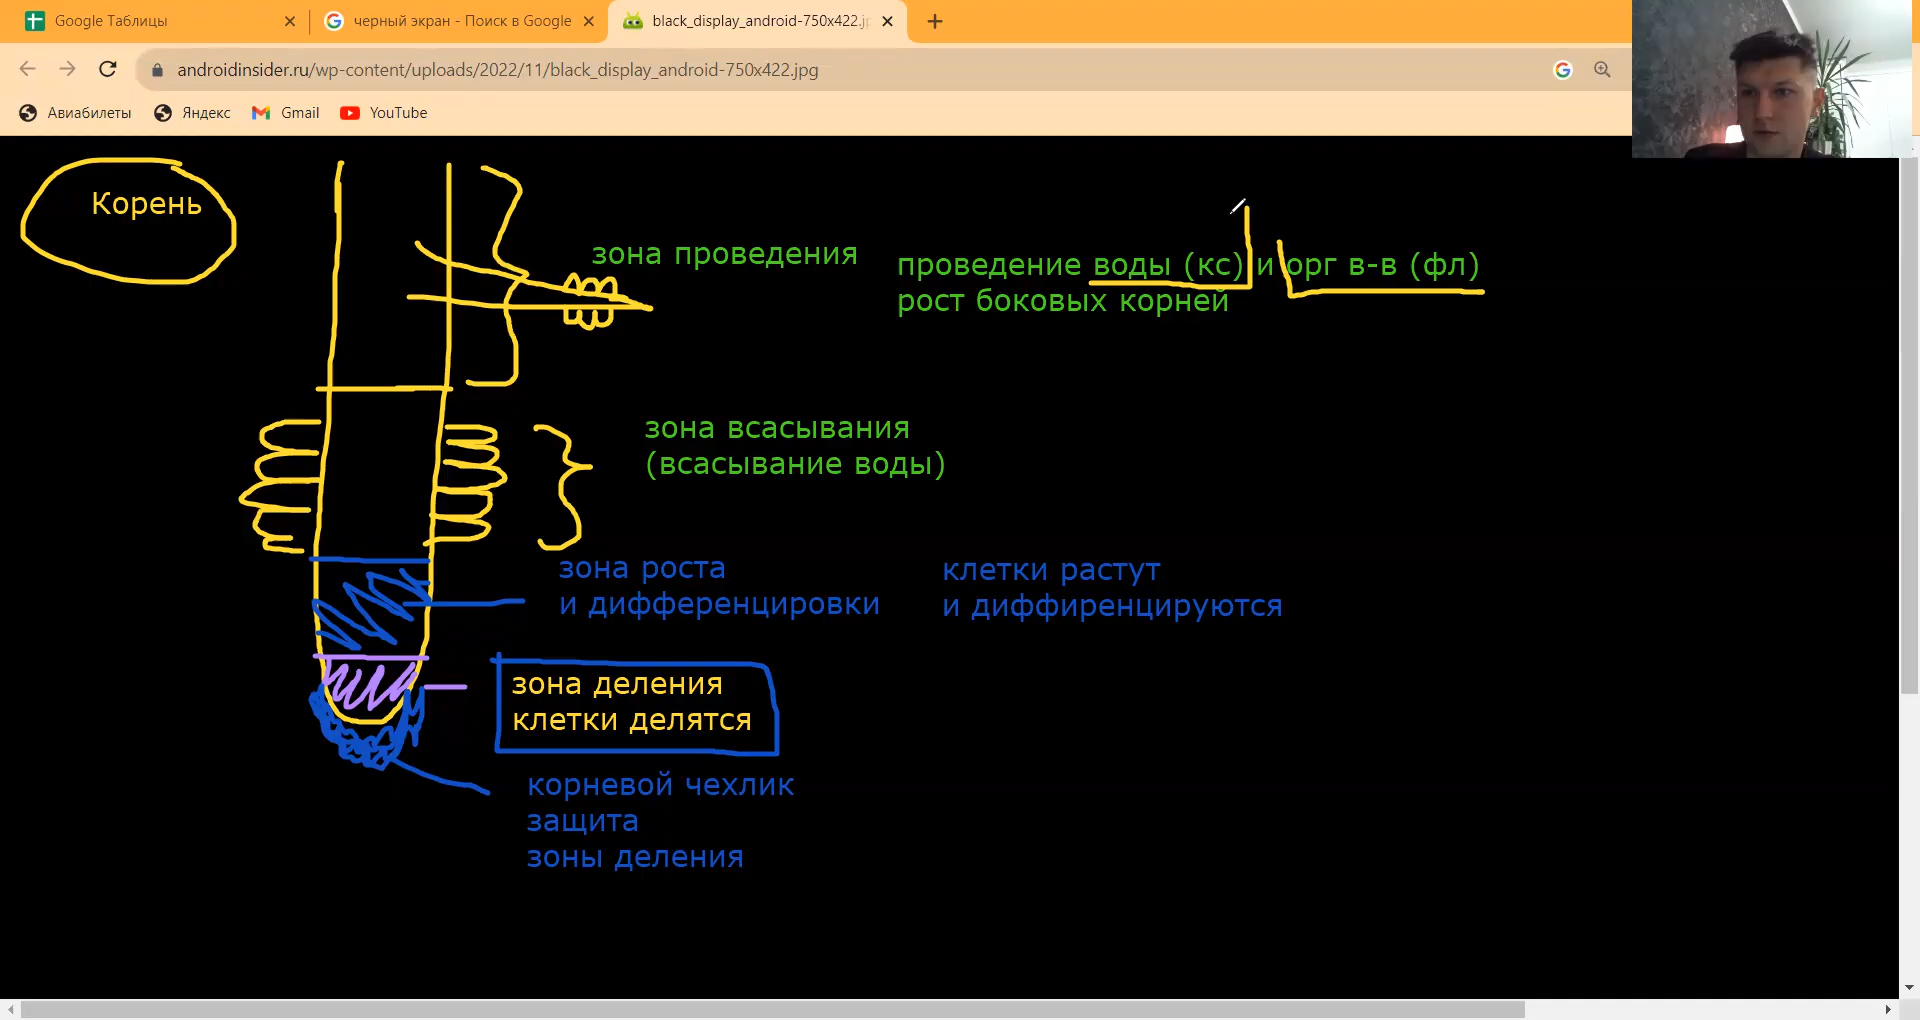 Google Таблицы
черный экран - Поиск в Google
black_display_android-750x422.jp
androidinsider.ru/wp-content/uploads/2022/11/black_display_android-750x422.jpg
Авиабилеты
Яндекс
Gmail
YouTube
Корень
зона проведения
проведение воды (кс) и орг в-в (фл)
рост боковых корней
зона всасывания
(всасывание воды)
зона роста
и дифференцировки
клетки растут
и диффиренцируются
зона деления
клетки делятся
корневой чехлик
защита
зоны деления